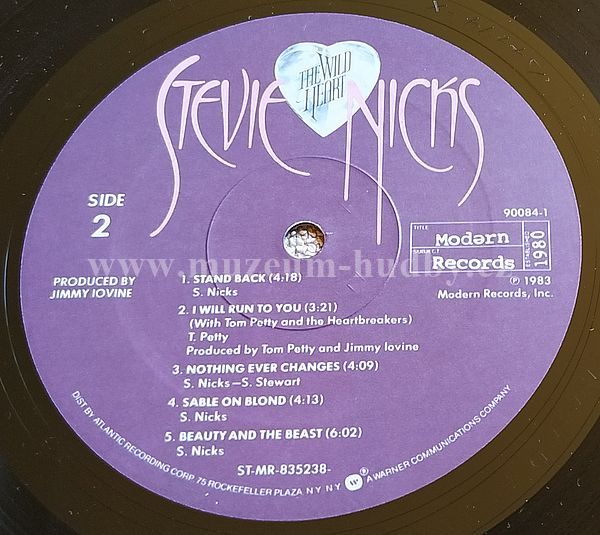 STEVIE NICKS
THE WILD
HEART
SIDE
2
90084-1
TITLE
Modern
Records
ESTABLISHED
1980
℗ 1983
Modern Records, Inc.
www.muzeum-hudby.cz
PRODUCED BY
JIMMY IOVINE
1. STAND BACK (4:18)
S. Nicks
2. I WILL RUN TO YOU (3:21)
(With Tom Petty and the Heartbreakers)
T. Petty
Produced by Tom Petty and Jimmy Iovine
3. NOTHING EVER CHANGES (4:09)
S. Nicks—S. Stewart
4. SABLE ON BLOND (4:13)
S. Nicks
5. BEAUTY AND THE BEAST (6:02)
S. Nicks
ST-MR-835238-
DIST BY ATLANTIC RECORDING CORP. 75 ROCKEFELLER PLAZA N Y N Y ® A WARNER COMMUNICATIONS COMPANY